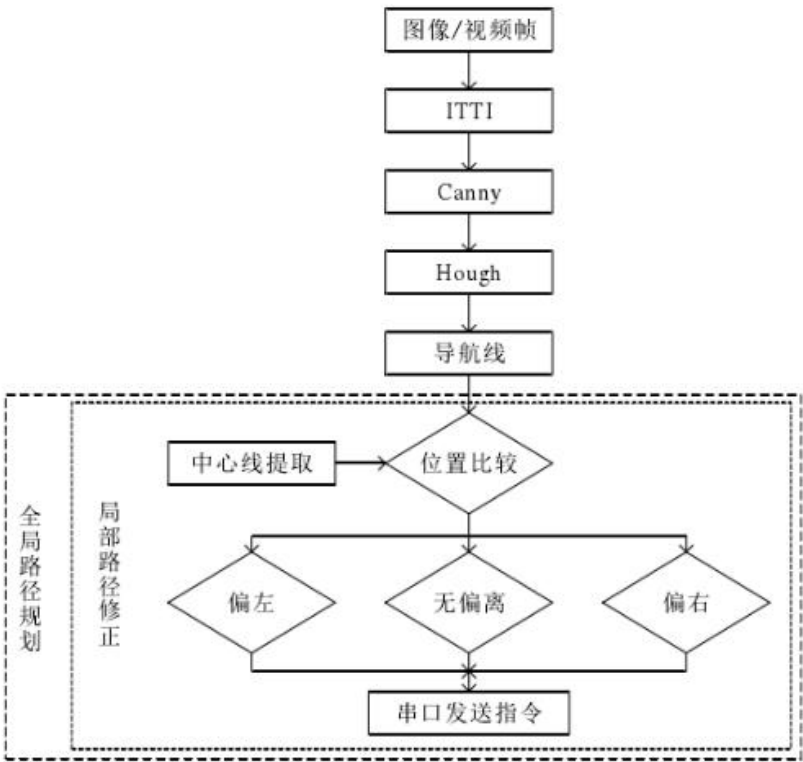 图像/视频帧
ITTI
Canny
Hough
导航线
中心线提取
位置比较
全局路径规划
局部路径修正
偏左
无偏离
偏右
串口发送指令